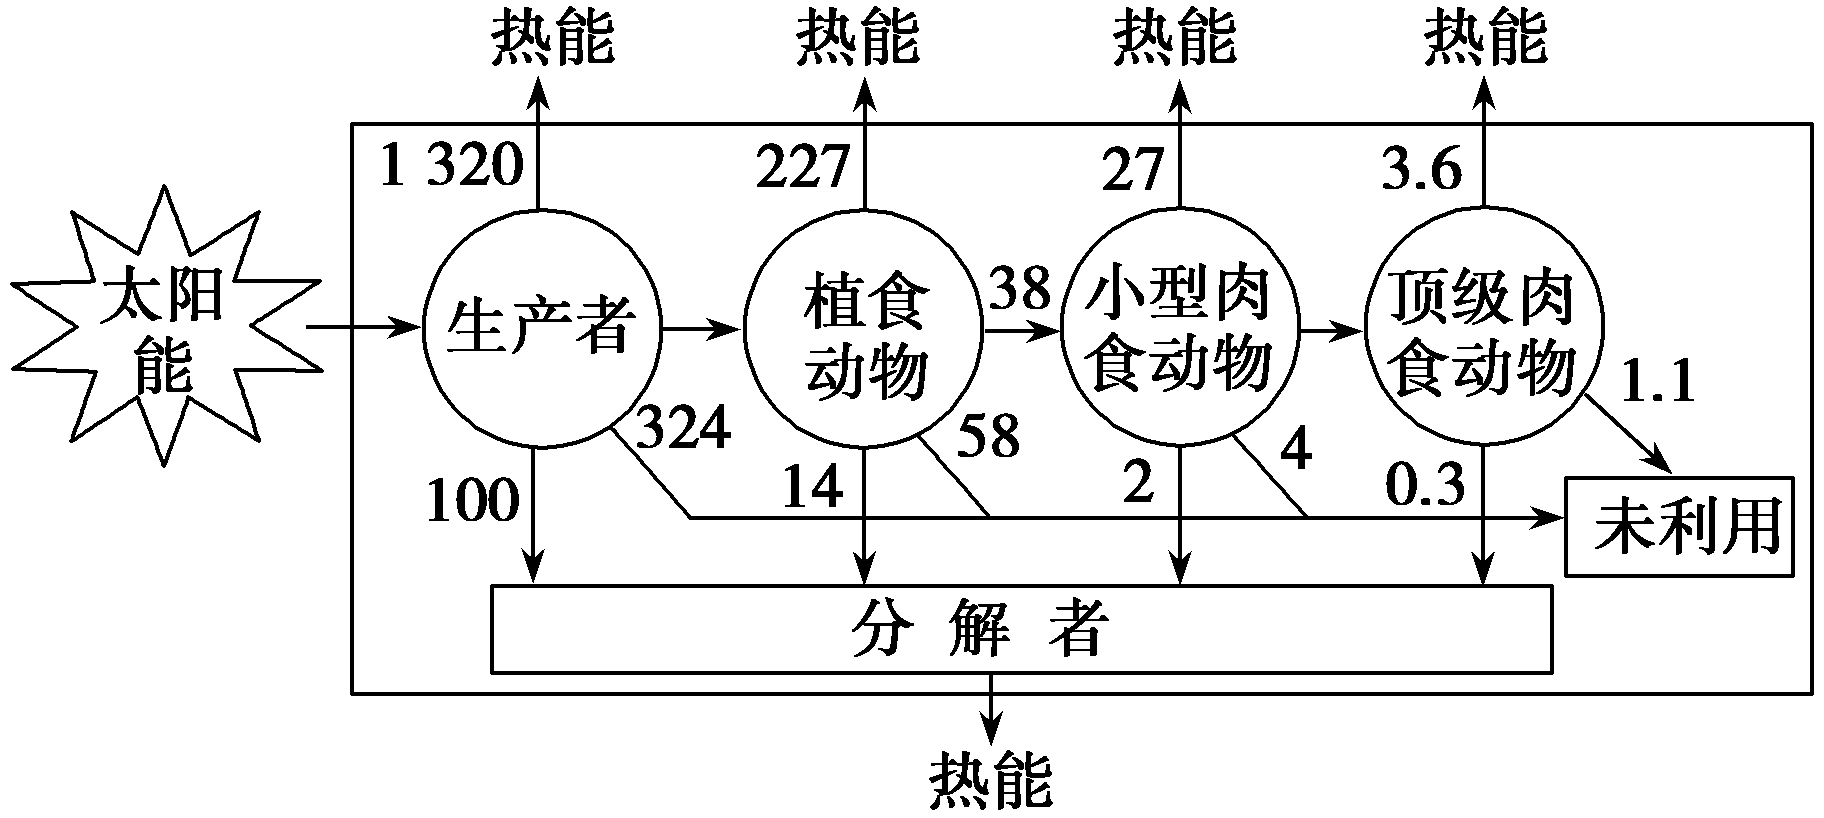 热能 热能 热能 热能
1 320 227 27 3.6
太阳
能
生产者
植食
动物
38
小型肉
食动物
顶级肉
食动物
324 58 4 1.1
100 14 2 0.3
未利用
分解者
热能